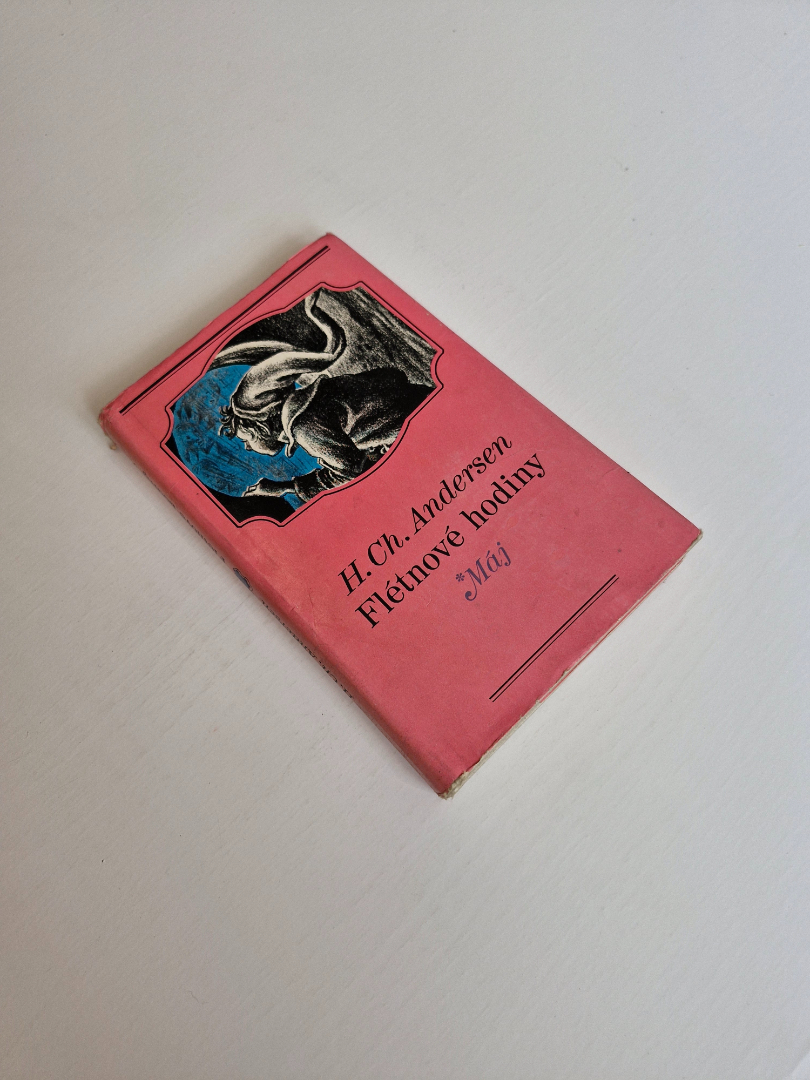 H. Ch. Andersen
Flétnové hodiny
*Máj